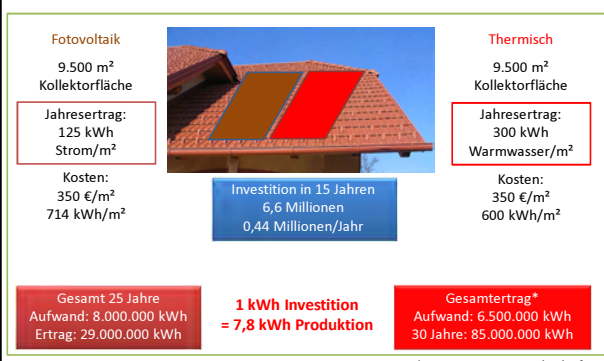 Fotovoltaik
9.500 m²
Kollektorfläche
Jahresertrag:
125 kWh
Strom/m²
Kosten:
350 €/m²
714 kWh/m²
Thermisch
9.500 m²
Kollektorfläche
Jahresertrag:
300 kWh
Warmwasser/m²
Kosten:
350 €/m²
600 kWh/m²
Investition in 15 Jahren
6,6 Millionen
0,44 Millionen/Jahr
Gesamt 25 Jahre
Aufwand: 8.000.000 kWh
Ertrag: 29.000.000 kWh
1 kWh Investition
= 7,8 kWh Produktion
Gesamtertrag*
Aufwand: 6.500.000 kWh
30 Jahre: 85.000.000 kWh